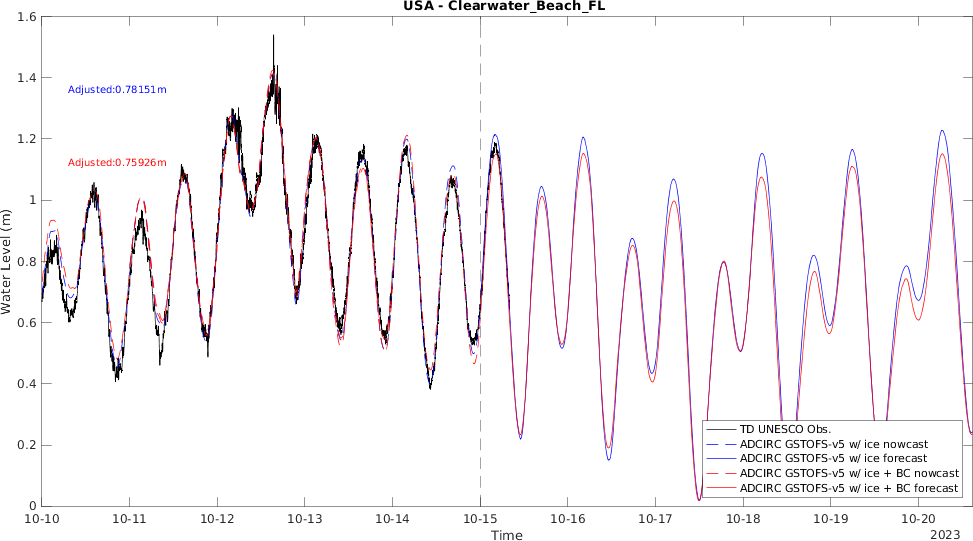 USA - Clearwater_Beach_FL
1.6
1.4
1.2
1
0.8
0.6
0.4
0.2
0
Water Level (m)
Adjusted:0.78151m
Adjusted:0.75926m
TD UNESCO Obs.
ADCIRC GSTOFS-v5 w/ ice nowcast
ADCIRC GSTOFS-v5 w/ ice forecast
ADCIRC GSTOFS-v5 w/ ice + BC nowcast
ADCIRC GSTOFS-v5 w/ ice + BC forecast
10-10 10-11 10-12 10-13 10-14 10-15 10-16 10-17 10-18 10-19 10-20
2023
Time